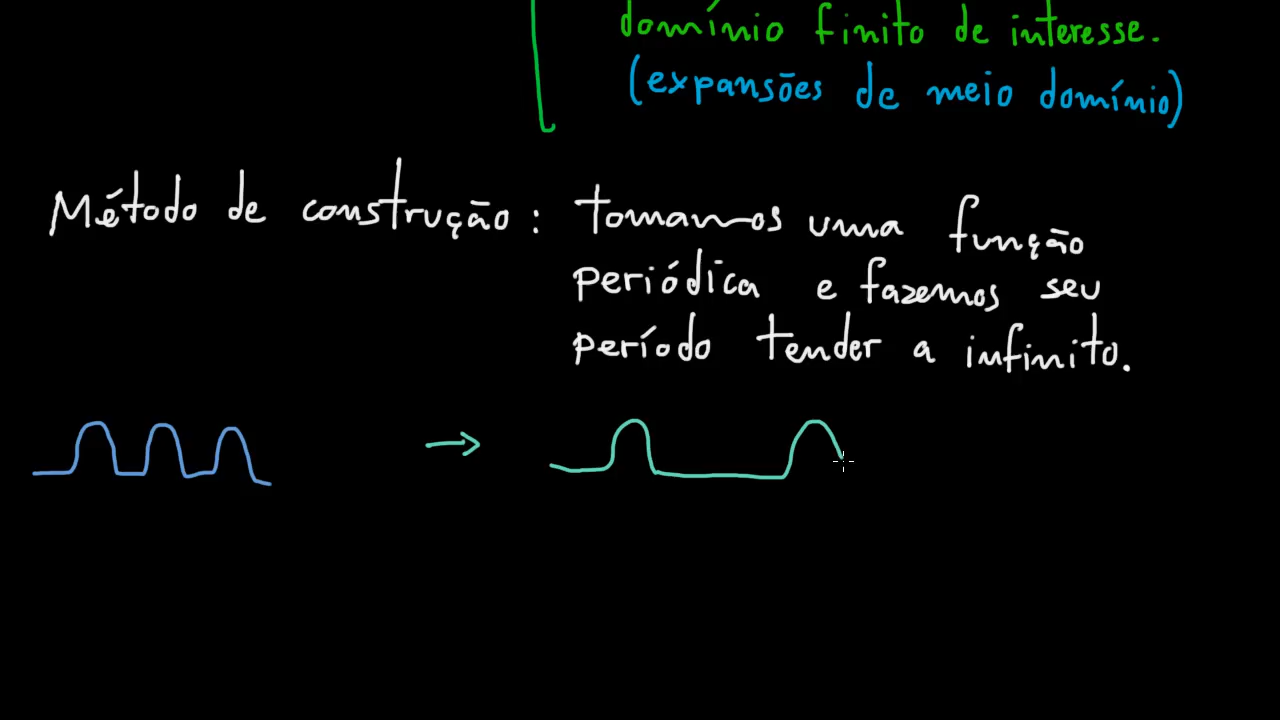 domínio finito de interesse.
(expansões de meio domínio)
Método de construção: tomamos uma função
periódica e fazemos seu
período tender a infinito.